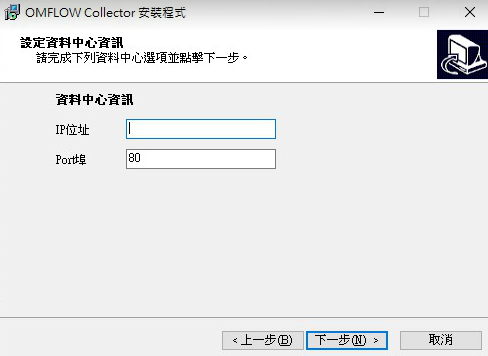 OMFLOW Collector 安裝程式
設定資料中心資訊
請完成下列資料中心選項並點擊下一步。
資料中心資訊
IP位址
Port埠 80
< 上一步(B) 下一步(N) > 取消